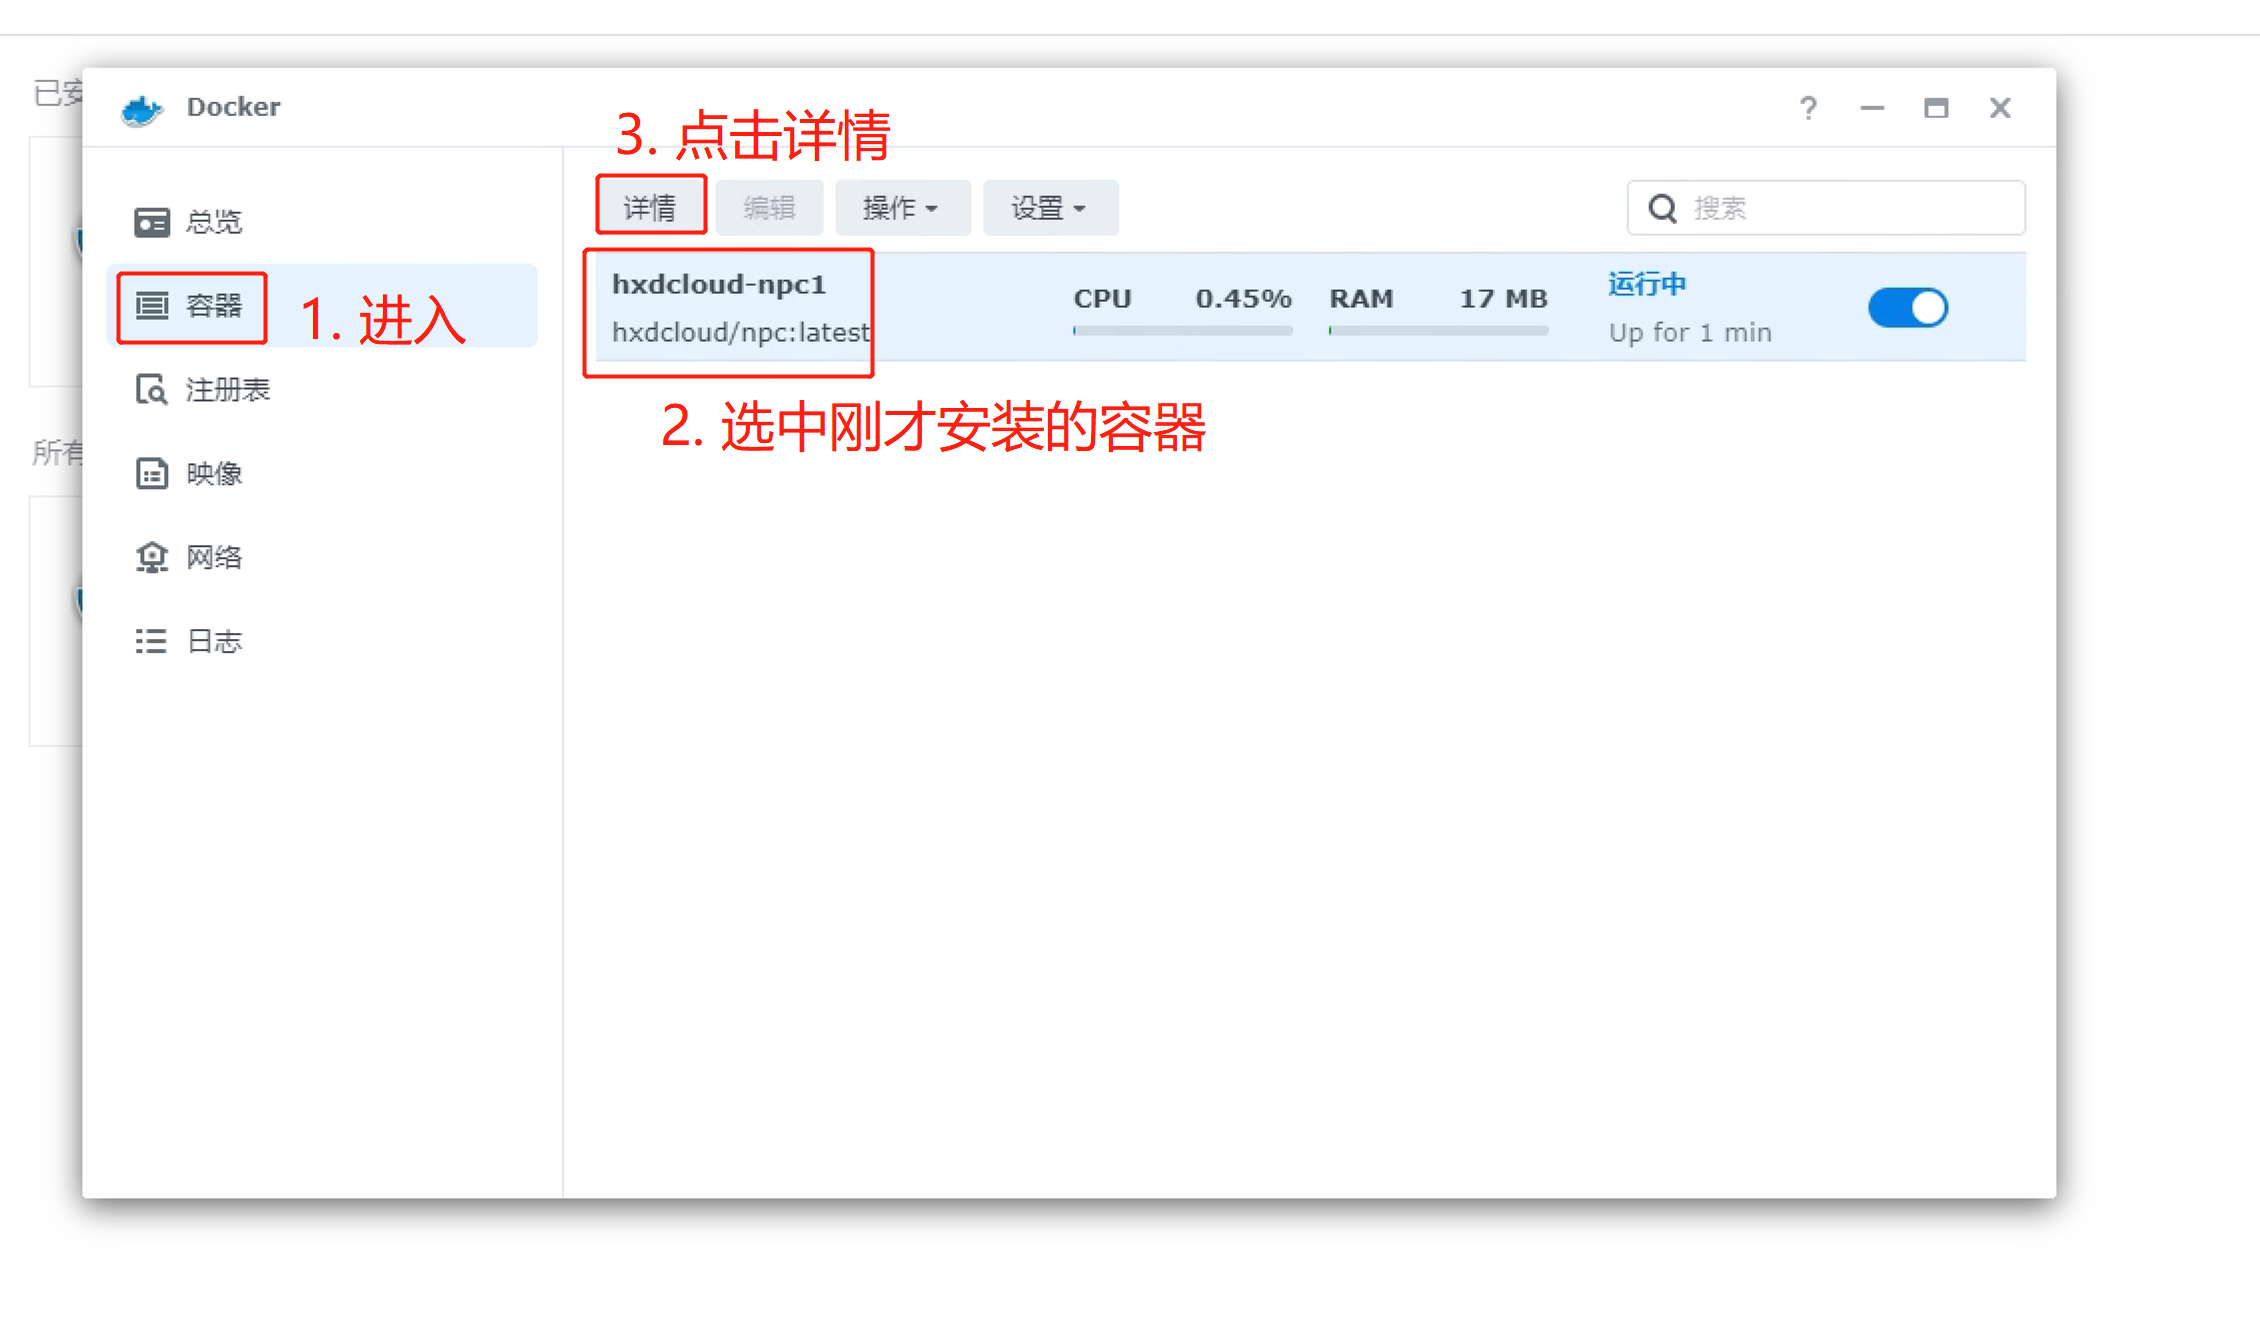 已安
Docker
?
3. 点击详情
详情
编辑
操作
设置
搜索
总览
容器
1. 进入
注册表
映像
网络
日志
hxdcloud-npc1
hxdcloud/npc:latest
CPU 0.45%
RAM 17 MB
运行中
Up for 1 min
2. 选中刚才安装的容器
所有